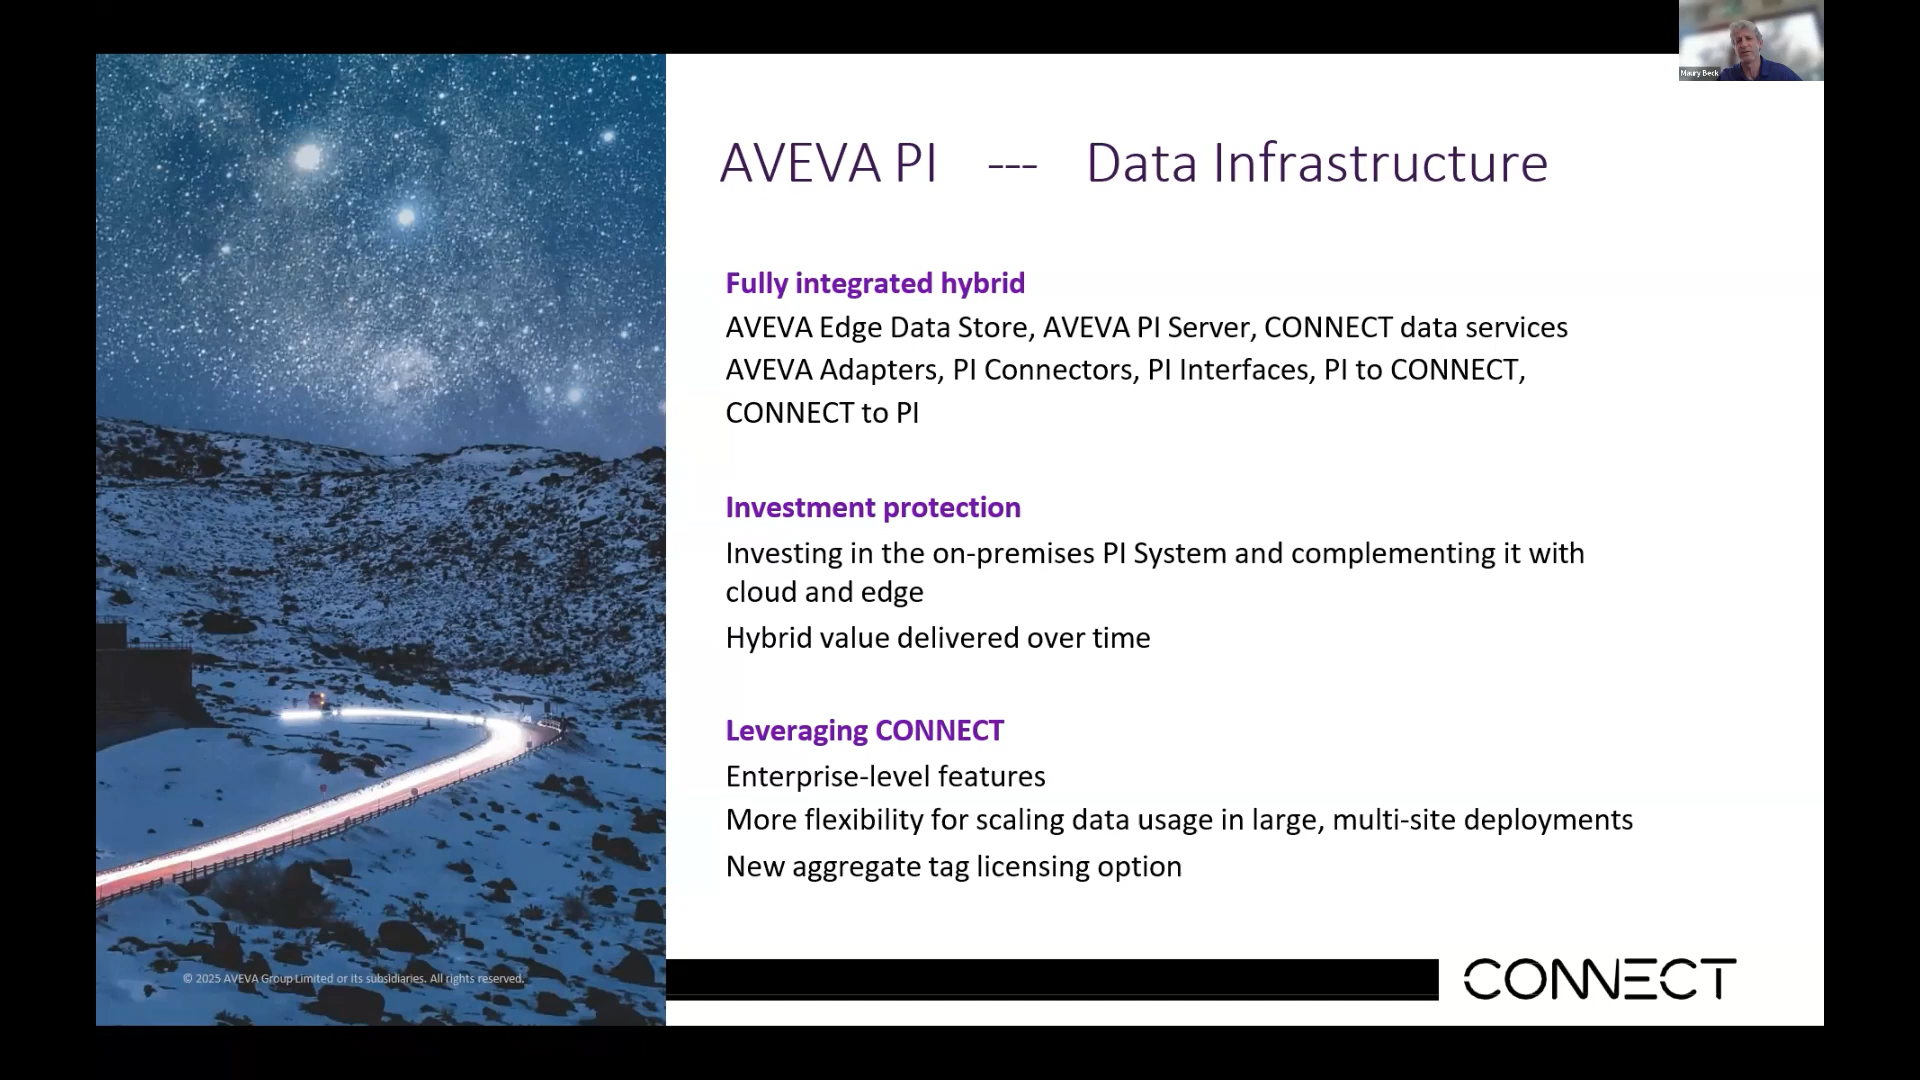 Maury Beck
AVEVA PI --- Data Infrastructure
Fully integrated hybrid
AVEVA Edge Data Store, AVEVA PI Server, CONNECT data services
AVEVA Adapters, PI Connectors, PI Interfaces, PI to CONNECT,
CONNECT to PI
Investment protection
Investing in the on-premises PI System and complementing it with
cloud and edge
Hybrid value delivered over time
Leveraging CONNECT
Enterprise-level features
More flexibility for scaling data usage in large, multi-site deployments
New aggregate tag licensing option
© 2025 AVEVA Group Limited or its subsidiaries. All rights reserved.
CONNECT